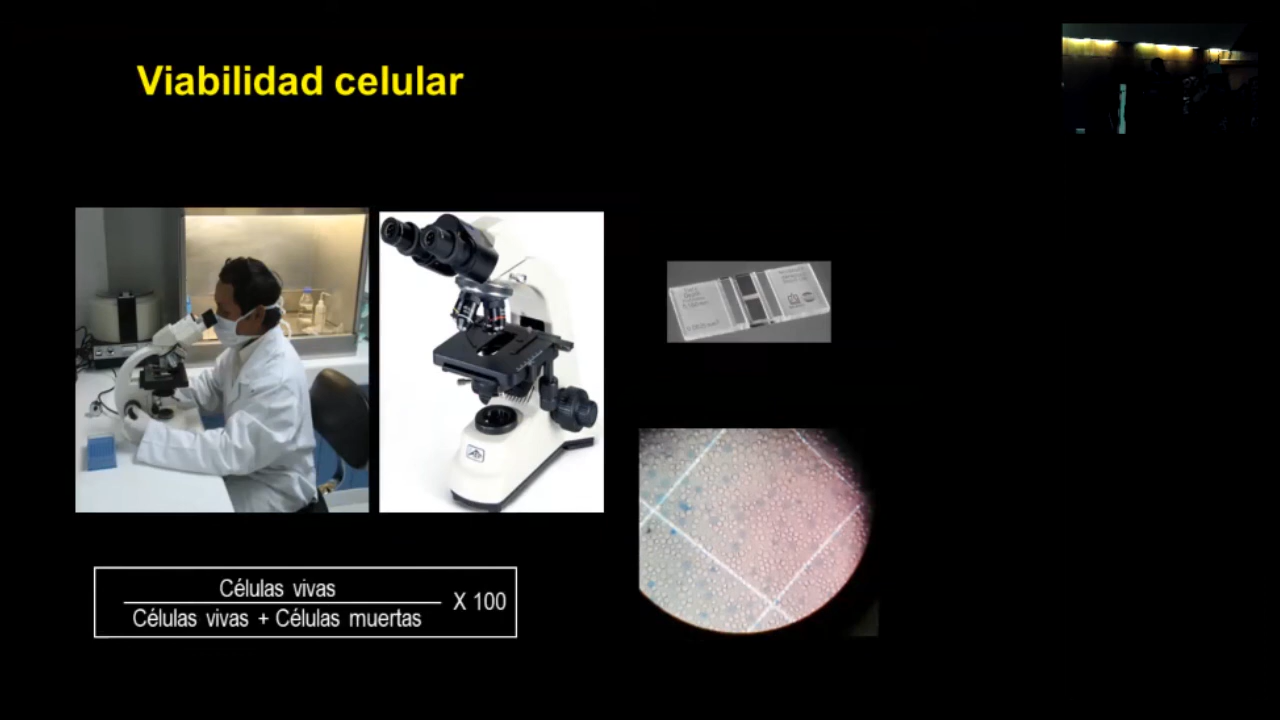 Viabilidad celular
Células vivas
Células vivas + Células muertas
X 100